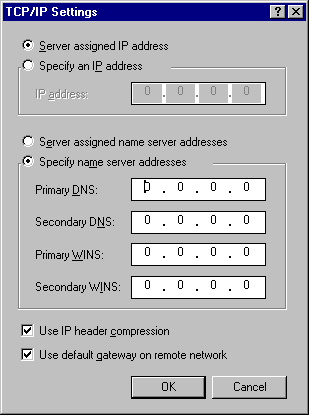 TCP/IP Settings
Server assigned IP address
Specify an IP address
IP address: 0 . 0 . 0 . 0
Server assigned name server addresses
Specify name server addresses
Primary DNS: 0 . 0 . 0 . 0
Secondary DNS: 0 . 0 . 0 . 0
Primary WINS: 0 . 0 . 0 . 0
Secondary WINS: 0 . 0 . 0 . 0
Use IP header compression
Use default gateway on remote network
OK Cancel